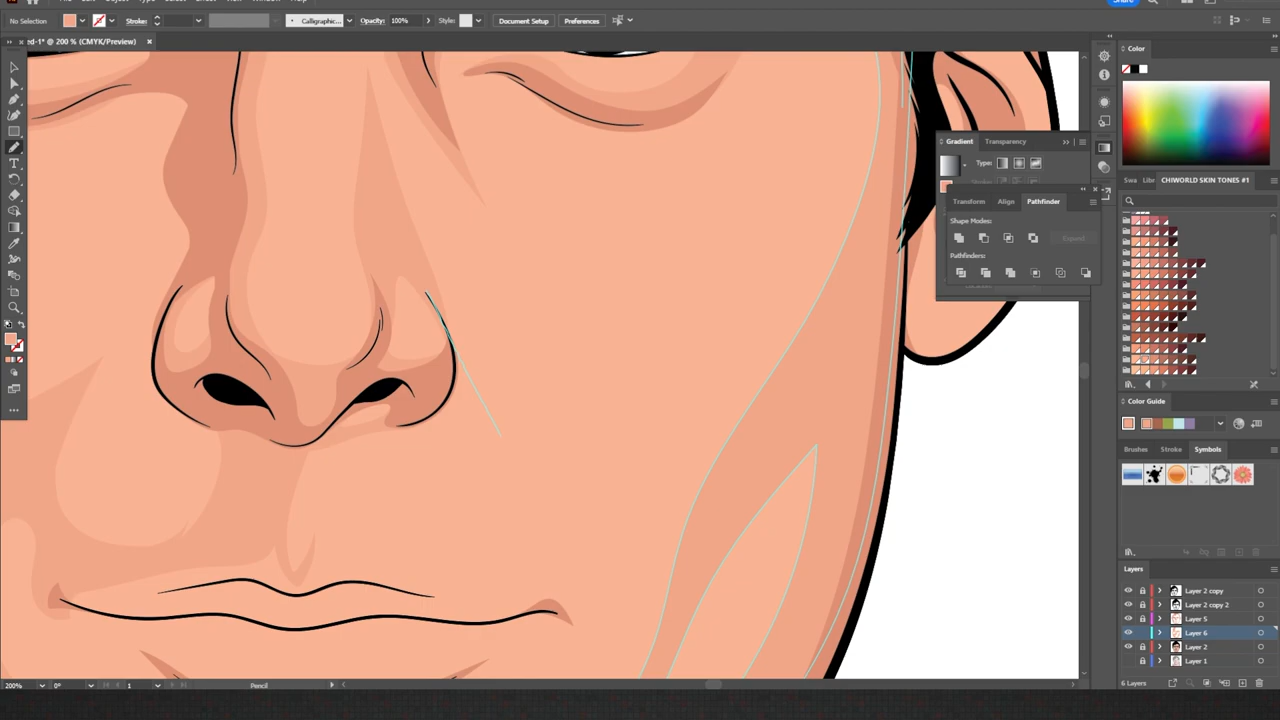 Share
No Selection
Stroke:
Calligraphic...
Opacity: 100%
Style:
Document Setup
Preferences
ed-1* @ 200 % (CMYK/Preview)
Color
Gradient
Transparency
Type:
Swa
Libr
CHIWORLD SKIN TONES #1
Transform
Align
Pathfinder
Shape Modes:
Expand
Pathfinders:
Color Guide
Brushes
Stroke
Symbols
Layers
Layer 2 copy
Layer 2 copy 2
Layer 5
Layer 6
Layer 2
Layer 1
6 Layers
200%
0°
1
Pencil